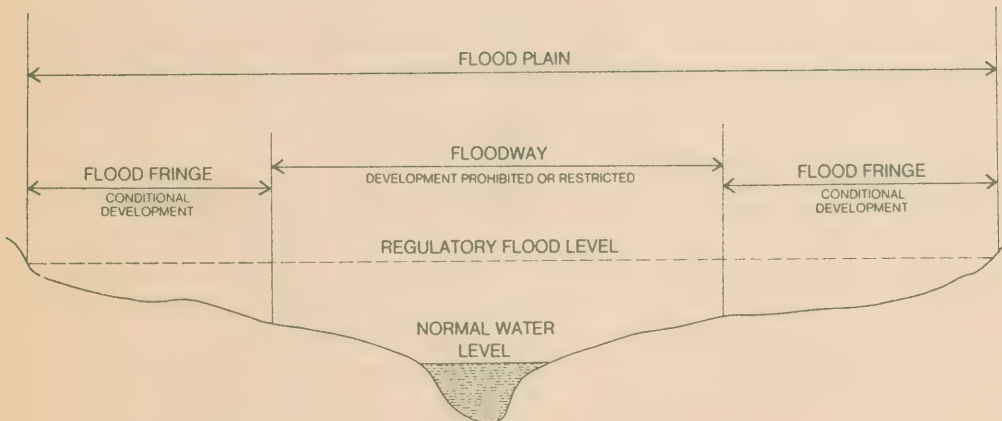 FLOOD PLAIN
FLOODWAY
DEVELOPMENT PROHIBITED OR RESTRICTED
FLOOD FRINGE
CONDITIONAL
DEVELOPMENT
FLOOD FRINGE
CONDITIONAL
DEVELOPMENT
REGULATORY FLOOD LEVEL
NORMAL WATER
LEVEL